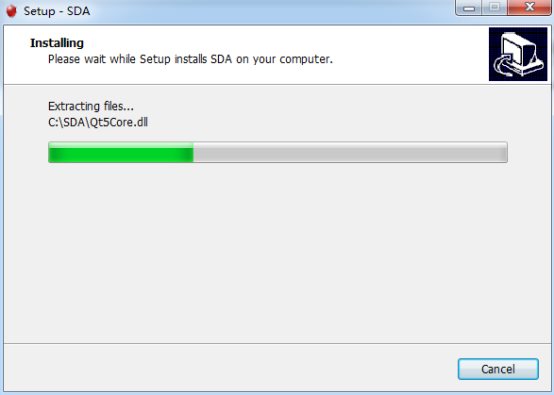 Setup - SDA
Installing
Please wait while Setup installs SDA on your computer.
Extracting files...
C:\SDA\Qt5Core.dll
Cancel